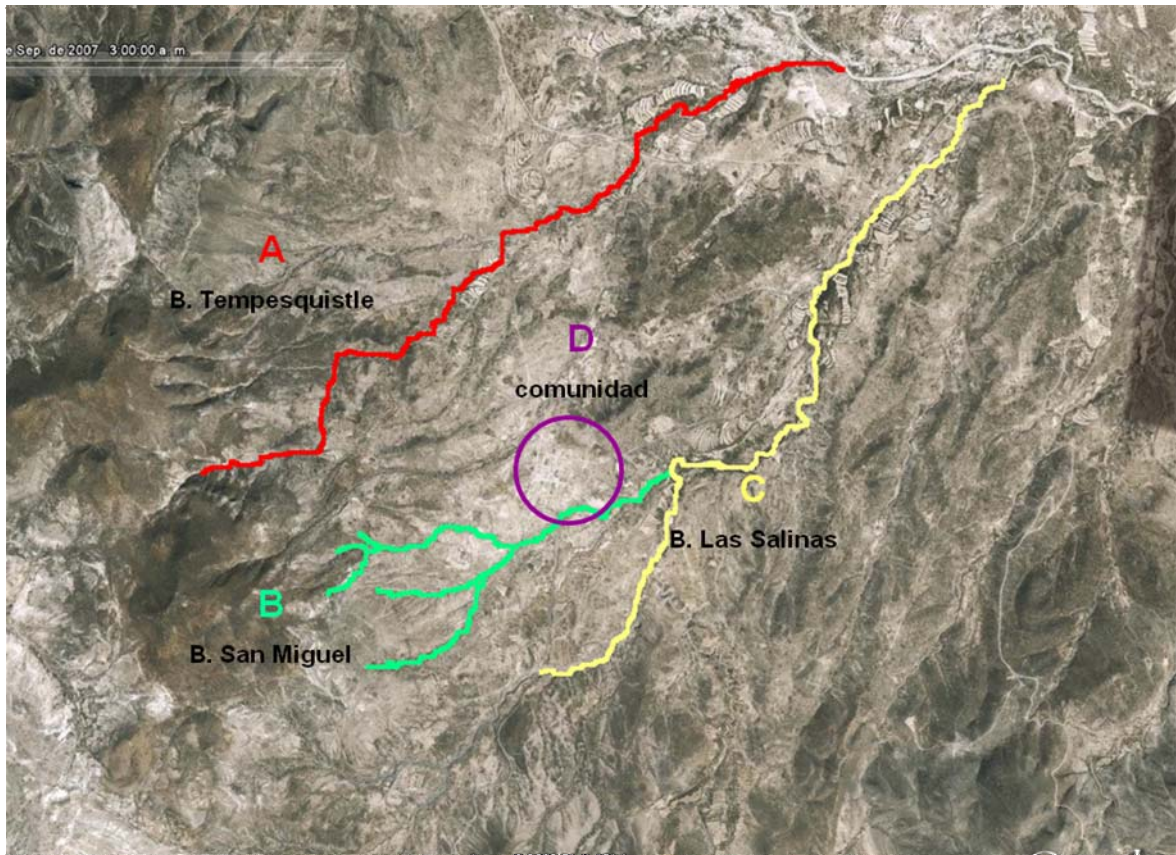 e Sep. de 2007 3:00:00 a.m.
A
B. Tempesquistle
D
comunidad
C
B. Las Salinas
B
B. San Miguel